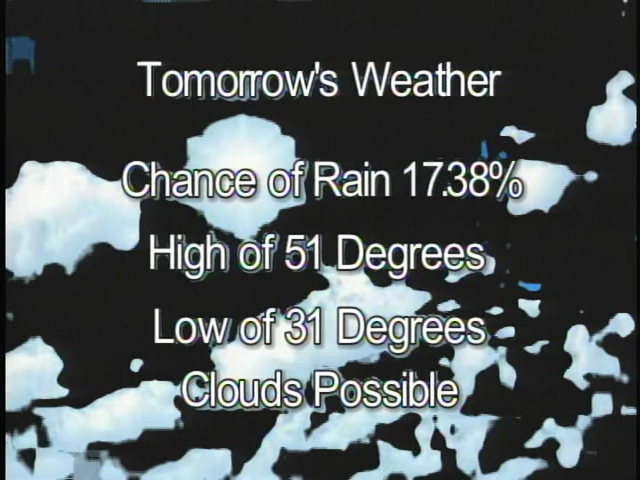 Tomorrow's Weather
Chance of Rain 17.38%
High of 51 Degrees
Low of 31 Degrees
Clouds Possible